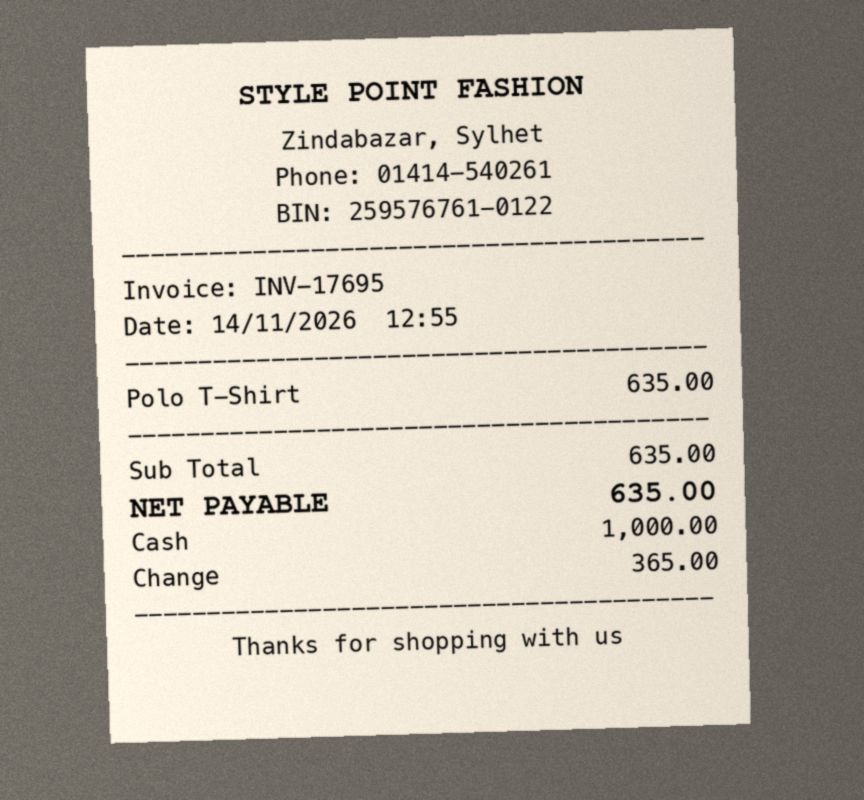 STYLE POINT FASHION
Zindabazar, Sylhet
Phone: 01414-540261
BIN: 259576761-0122
Invoice: INV-17695
Date: 14/11/2026 12:55
Polo T-Shirt 635.00
Sub Total 635.00
NET PAYABLE 635.00
Cash 1,000.00
Change 365.00
Thanks for shopping with us